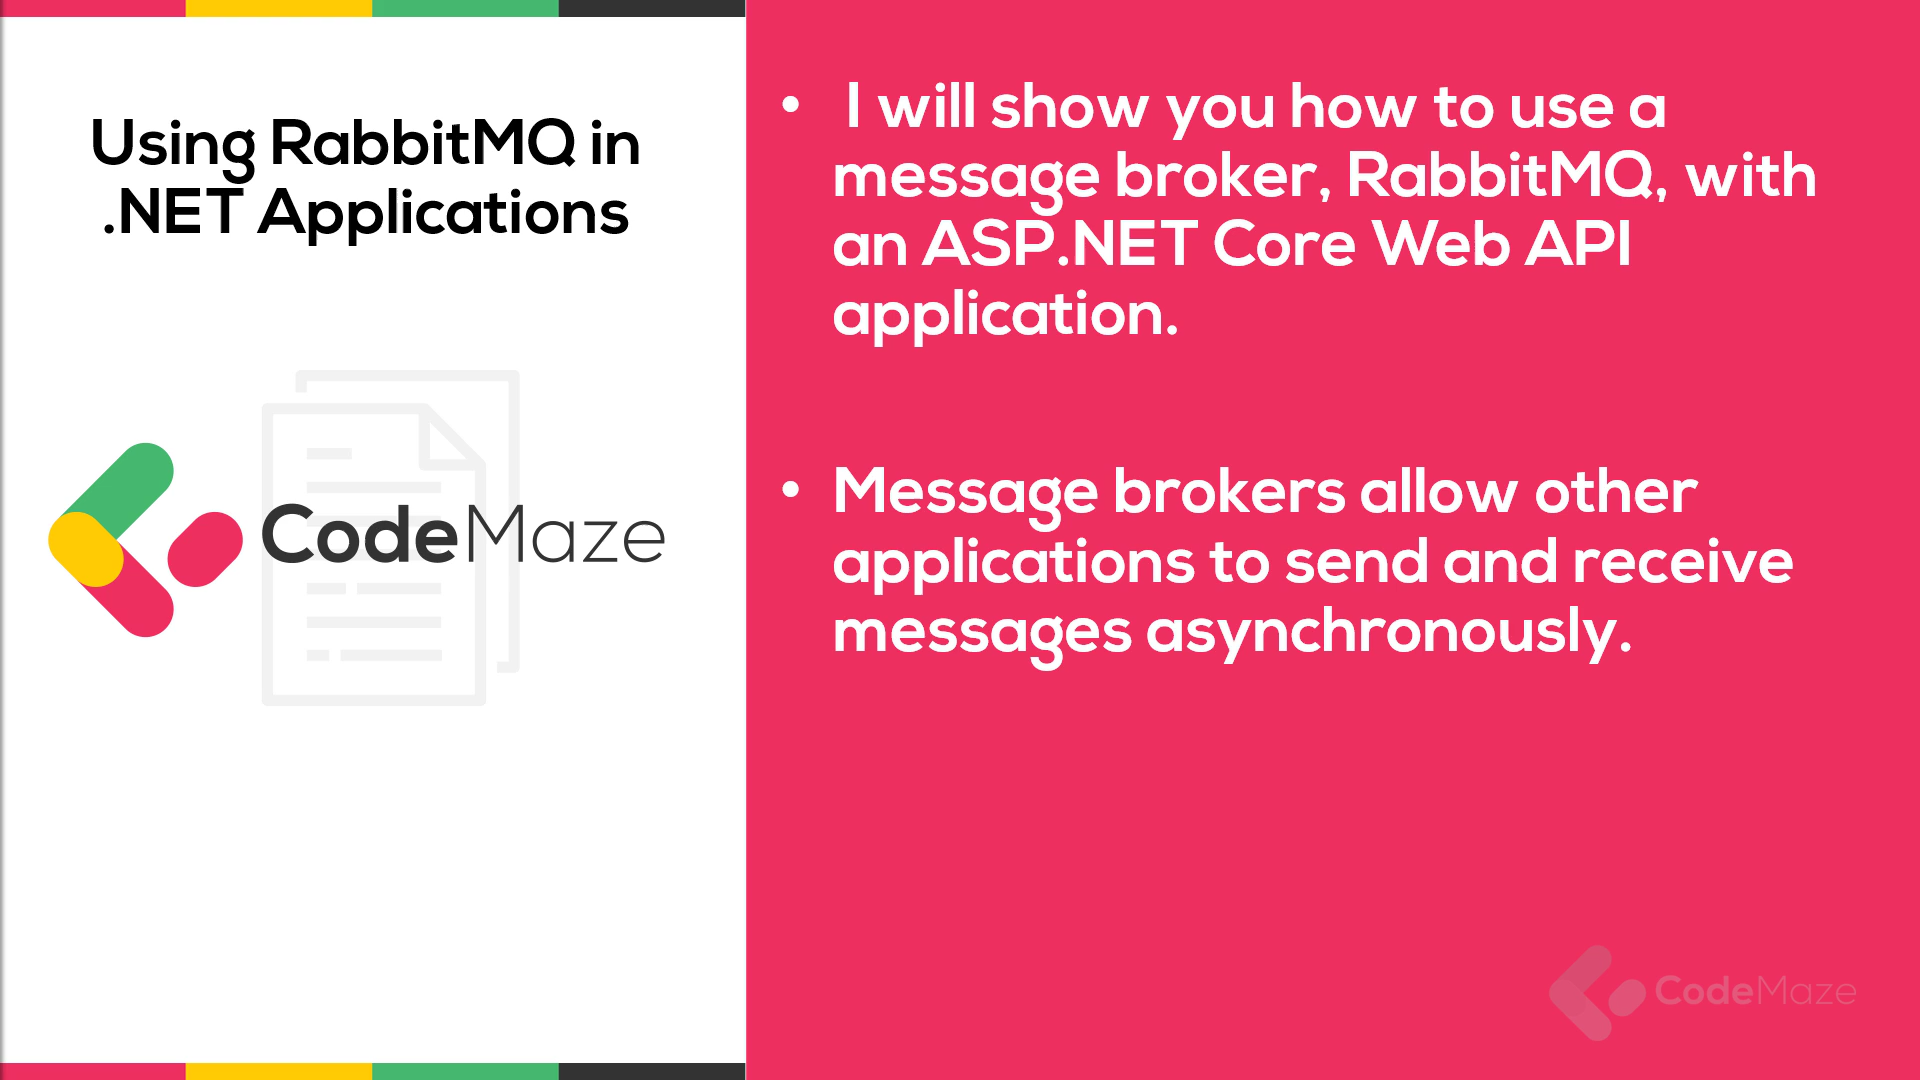 Using RabbitMQ in
.NET Applications
CodeMaze
• I will show you how to use a
message broker, RabbitMQ, with
an ASP.NET Core Web API
application.
• Message brokers allow other
applications to send and receive
messages asynchronously.
CodeMaze